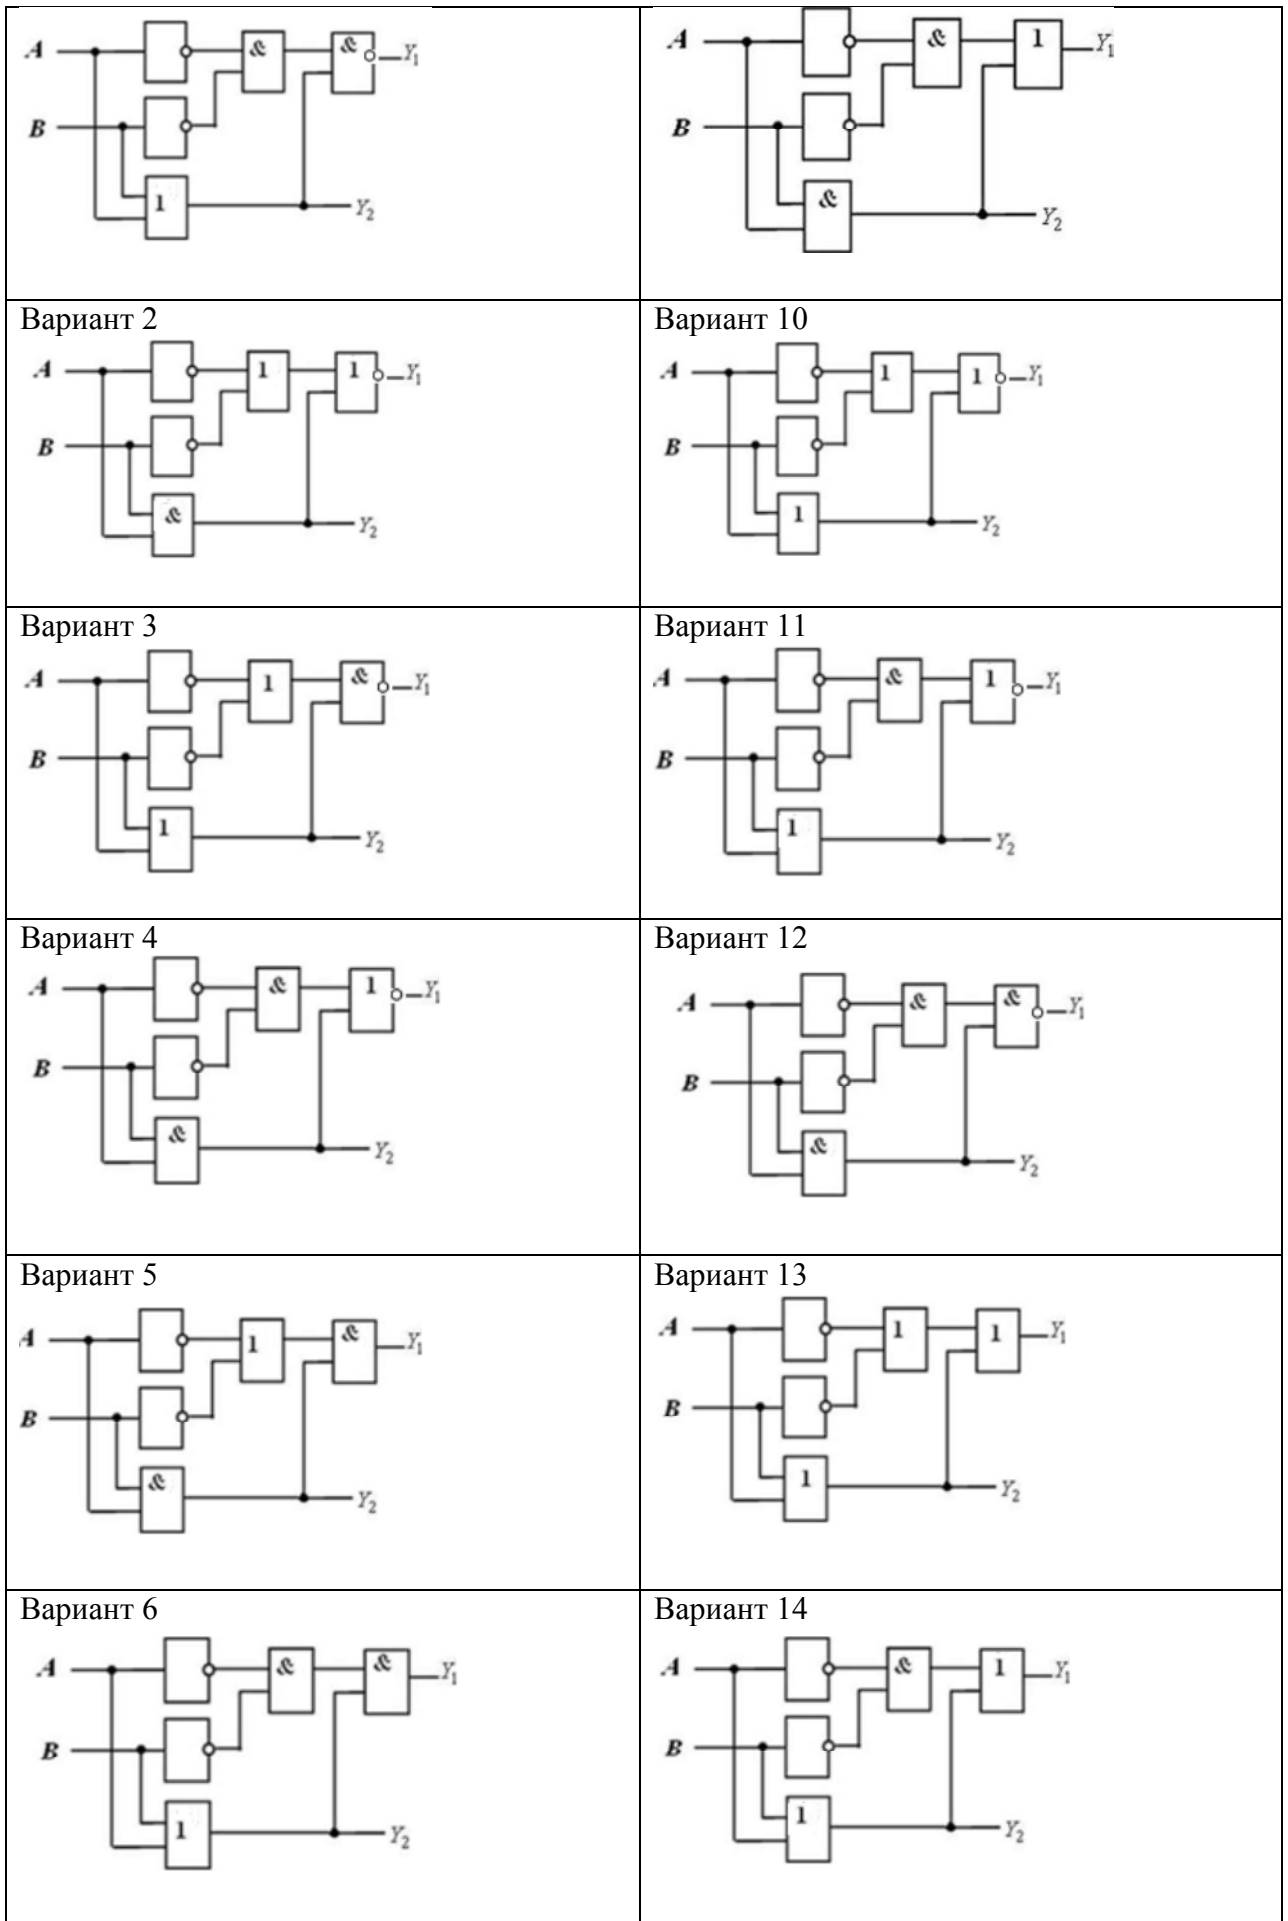 A & & Y₁
B
1 Y₂
A & 1 Y₁
B
& Y₂
Вариант 2
A 1 1 Y₁
B
& Y₂
Вариант 10
A 1 1 Y₁
B
1 Y₂
Вариант 3
A 1 & Y₁
B
1 Y₂
Вариант 11
A & 1 Y₁
B
1 Y₂
Вариант 4
A & 1 Y₁
B
& Y₂
Вариант 12
A & & Y₁
B
& Y₂
Вариант 5
A 1 & Y₁
B
& Y₂
Вариант 13
A 1 1 Y₁
B
1 Y₂
Вариант 6
A & & Y₁
B
1 Y₂
Вариант 14
A & 1 Y₁
B
1 Y₂